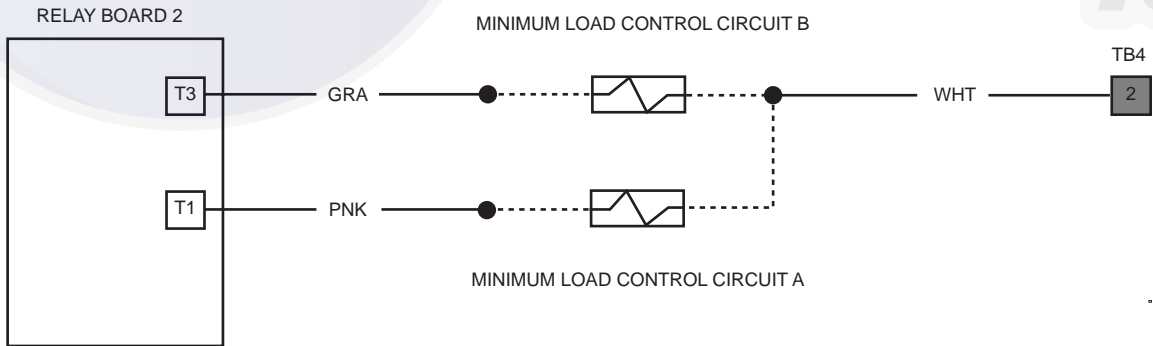 RELAY BOARD 2
MINIMUM LOAD CONTROL CIRCUIT B
TB4
T3
GRA
WHT
2
T1
PNK
MINIMUM LOAD CONTROL CIRCUIT A